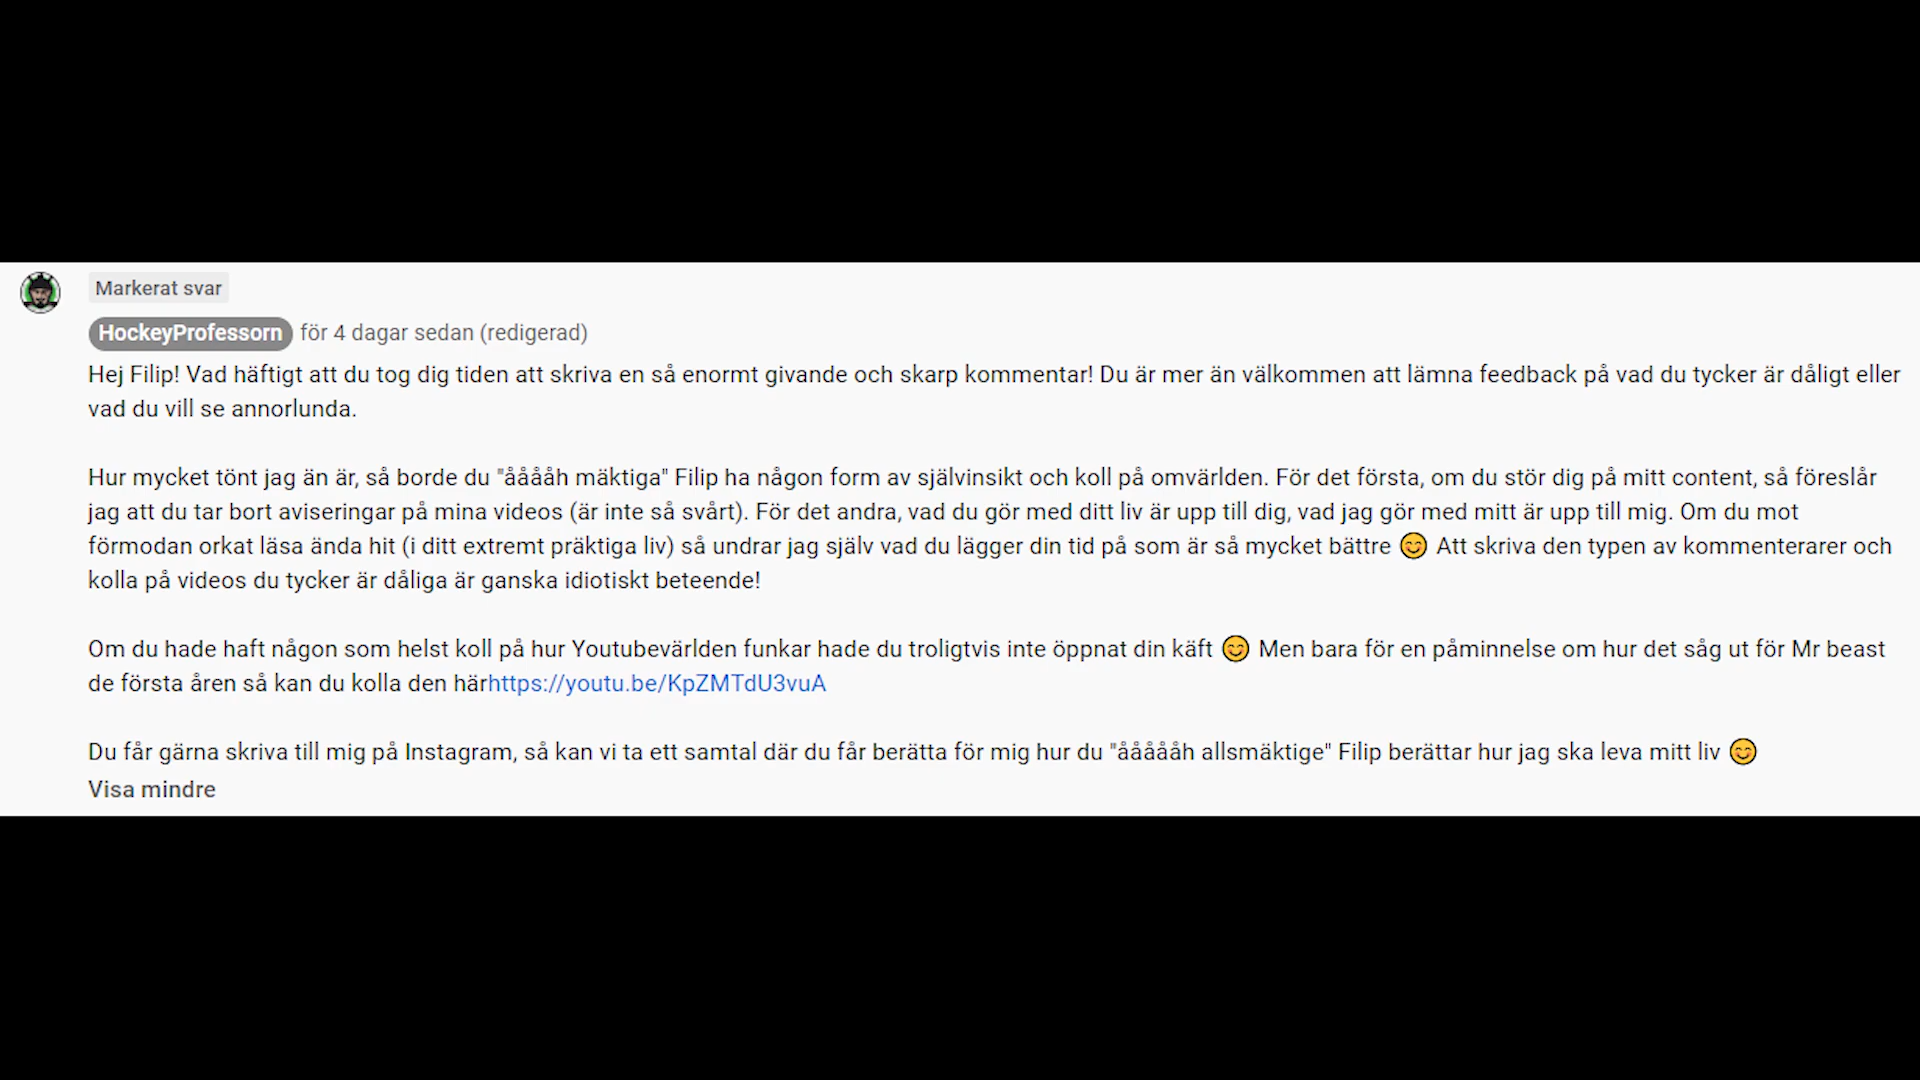 Markerat svar
HockeyProfessorn för 4 dagar sedan (redigerad)
Hej Filip! Vad häftigt att du tog dig tiden att skriva en så enormt givande och skarp kommentar! Du är mer än välkommen att lämna feedback på vad du tycker är dåligt eller
vad du vill se annorlunda.
Hur mycket tönt jag än är, så borde du "ååååh mäktiga" Filip ha någon form av självinsikt och koll på omvärlden. För det första, om du stör dig på mitt content, så föreslår
jag att du tar bort aviseringar på mina videos (är inte så svårt). För det andra, vad du gör med ditt liv är upp till dig, vad jag gör med mitt är upp till mig. Om du mot
förmodan orkat läsa ända hit (i ditt extremt präktiga liv) så undrar jag själv vad du lägger din tid på som är så mycket bättre 😊 Att skriva den typen av kommenterarer och
kolla på videos du tycker är dåliga är ganska idiotiskt beteende!
Om du hade haft någon som helst koll på hur Youtubevärlden funkar hade du troligtvis inte öppnat din käft 😊 Men bara för en påminnelse om hur det såg ut för Mr beast
de första åren så kan du kolla den härhttps://youtu.be/KpZMTdU3vuA
Du får gärna skriva till mig på Instagram, så kan vi ta ett samtal där du får berätta för mig hur du "åååååh allsmäktige" Filip berättar hur jag ska leva mitt liv 😊
Visa mindre